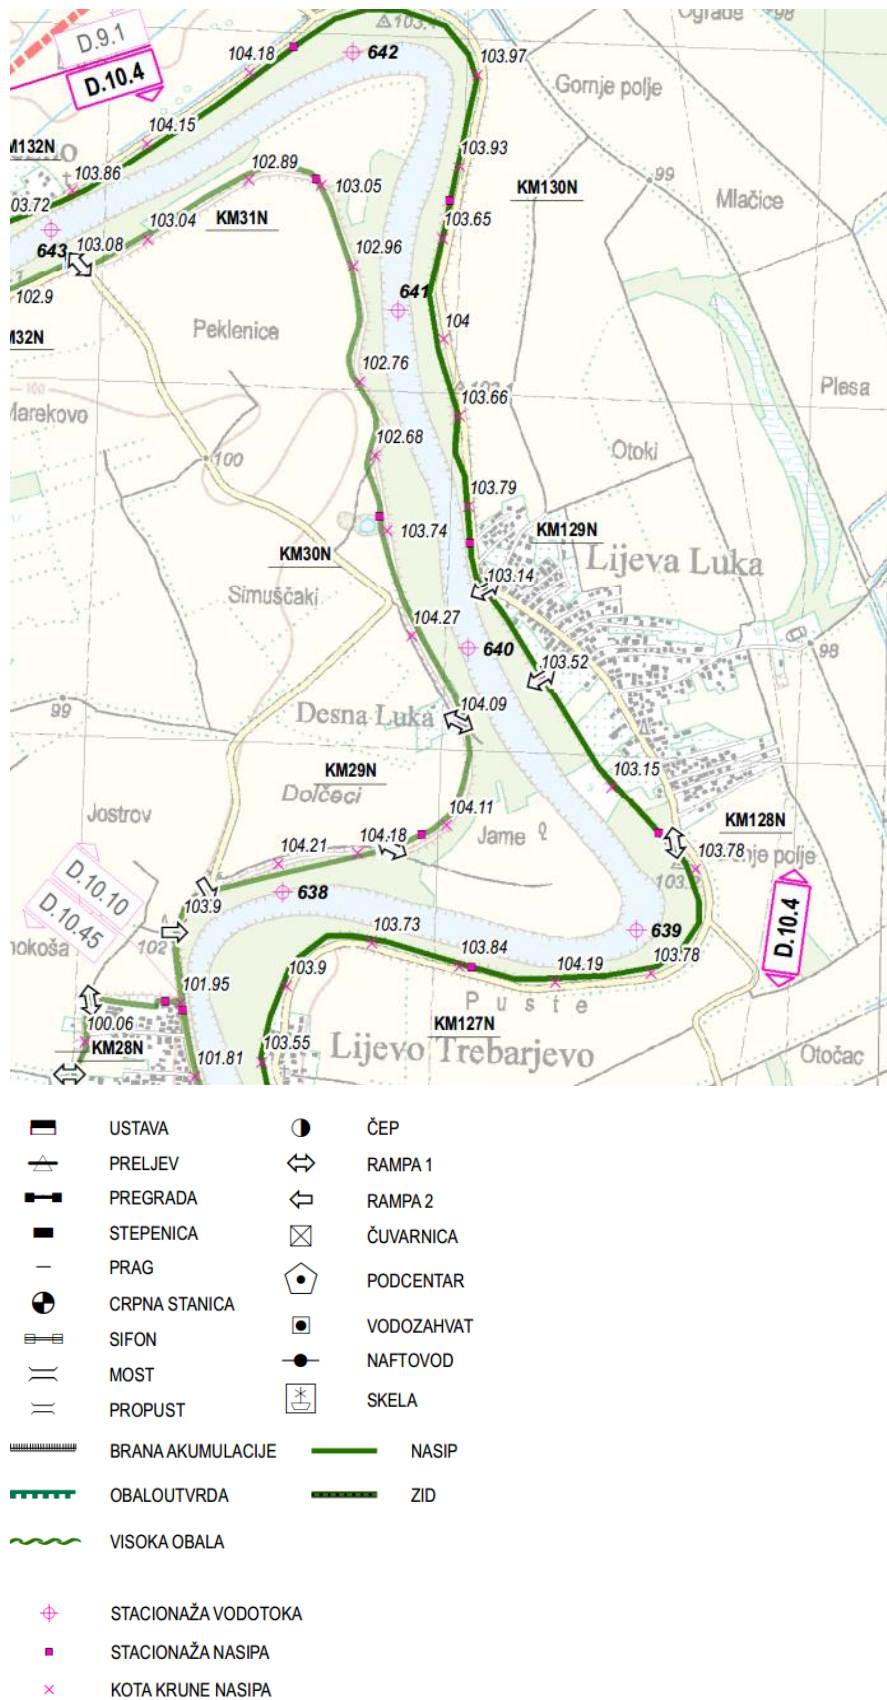 D.9.1
D.10.4
104.18
642
103.97
Gornje polje
98
104.15
103.93
99
KM130N
Mlačice
103.86
102.89
103.05
103.72
KM31N
103.65
643
103.08
103.04
102.96
641
102.9
104
Peklenice
102.76
Plesa
100
Marekovo
103.66
102.68
Otoki
100
103.79
103.74
KM129N
KM30N
Lijeva Luka
103.14
Simuščaki
104.27
640
103.52
98
99
104.09
Desna Luka
KM29N
103.15
Dolčeci
Jostrov
104.11
Jame
KM128N
104.21
104.18
103.78
D.10.10
D.10.45
103.9
638
639
D.10.4
102
103.73
103.84
103.78
101.95
103.9
104.19
Puste
100.06
KM28N
103.55
KM127N
Lijevo Trebarjevo
Otočac
101.81
USTAVA
ČEP
PRELJEV
RAMPA 1
PREGRADA
RAMPA 2
STEPENICA
ČUVARNICA
PRAG
PODCENTAR
CRPNA STANICA
VODOZAHVAT
SIFON
NAFTOVOD
MOST
SKELA
PROPUST
BRANA AKUMULACIJE
NASIP
OBALOUTVRDA
ZID
VISOKA OBALA
STACIONAŽA VODOTOKA
STACIONAŽA NASIPA
KOTA KRUNE NASIPA